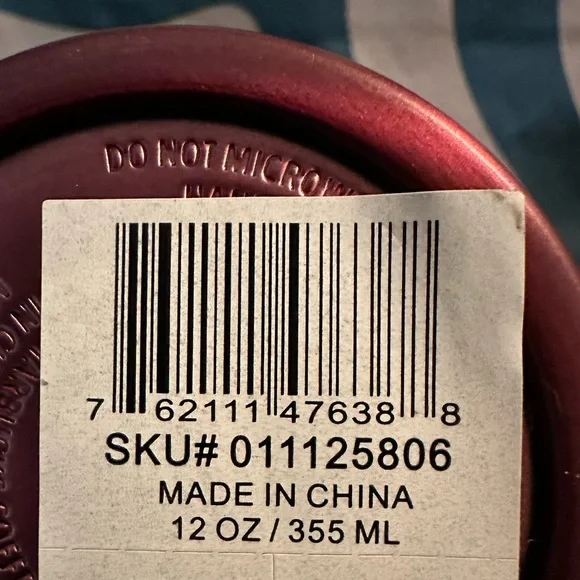 DO NOT MICROW
7 62111 47638 8
SKU# 011125806
MADE IN CHINA
12 OZ / 355 ML